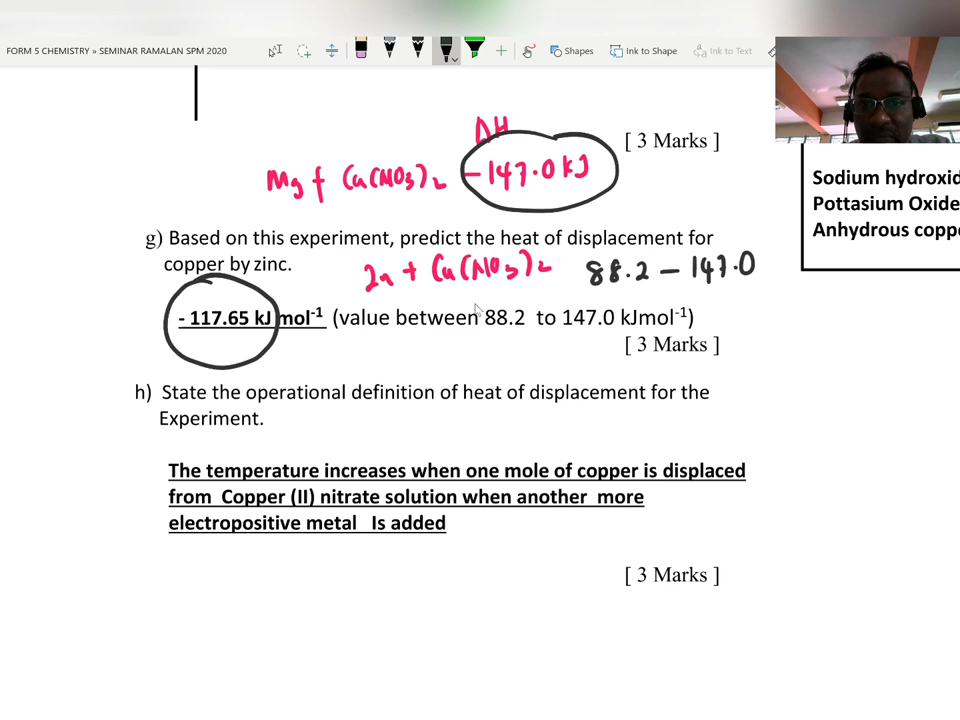 FORM 5 CHEMISTRY » SEMINAR RAMALAN SPM 2020
Shapes
Ink to Shape
Ink to Text
ΔH
[ 3 Marks ]
Mg + Cu(NO3)2 -147.0 kJ
Sodium hydroxid
Pottasium Oxide
Anhydrous copp
g) Based on this experiment, predict the heat of displacement for
copper by zinc.
Zn + Cu(NO3)2 88.2 - 147.0
- 117.65 kJ mol-1 (value between 88.2 to 147.0 kJmol-1)
[ 3 Marks ]
h) State the operational definition of heat of displacement for the
Experiment.
The temperature increases when one mole of copper is displaced
from Copper (II) nitrate solution when another more
electropositive metal Is added
[ 3 Marks ]